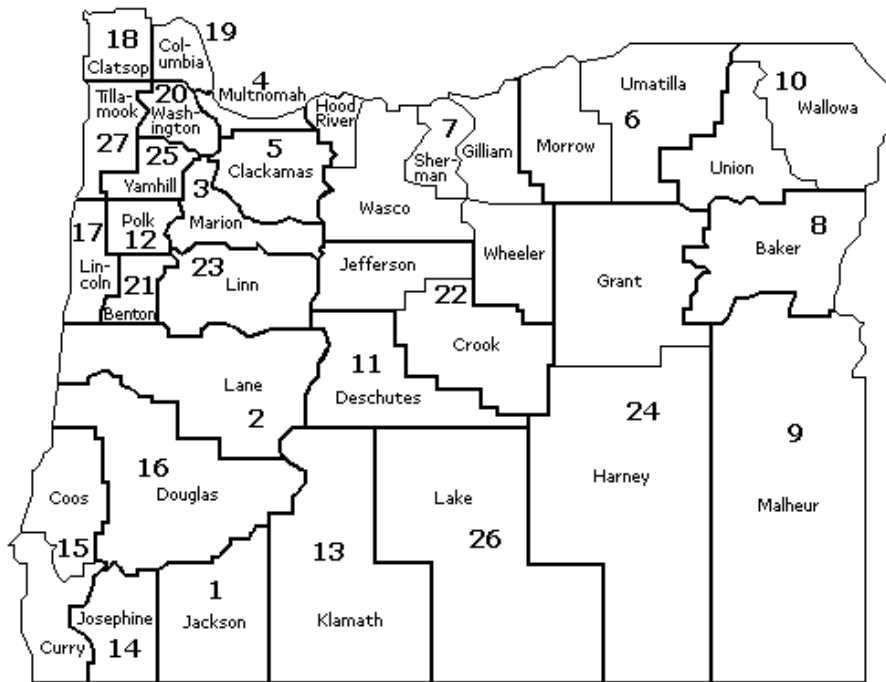 18
19
Col-
umbia
Clatsop
4
20
Multnomah
Tilla-
mook
Wash-
ington
Hood
River
Umatilla
10
Wallowa
7
6
27
25
5
Clackamas
Sher-
man
Gilliam
Morrow
Union
Yamhill
3
Marion
Wasco
17
Polk
12
8
Baker
Wheeler
23
Jefferson
Lin-
coln
21
Linn
22
Grant
Benton
Crook
11
Lane
Deschutes
2
24
9
16
Coos
Douglas
Lake
Harney
Malheur
15
13
26
1
Josephine
Jackson
Klamath
14
Curry